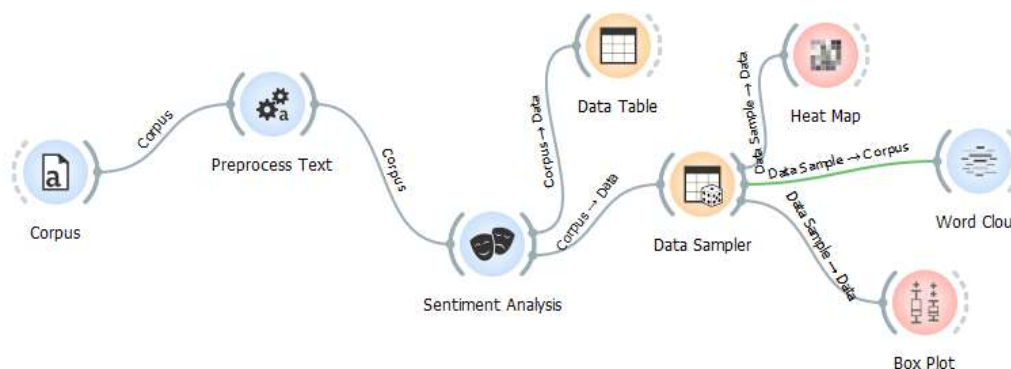 Corpus
Corpus
a
Preprocess Text
a
Corpus
Sentiment Analysis
Corpus → Data
Data Table
Corpus → Data
Data Sampler
Data Sample → Data
Heat Map
Data Sample → Corpus
Word Clou
Data Sample → Data
Box Plot